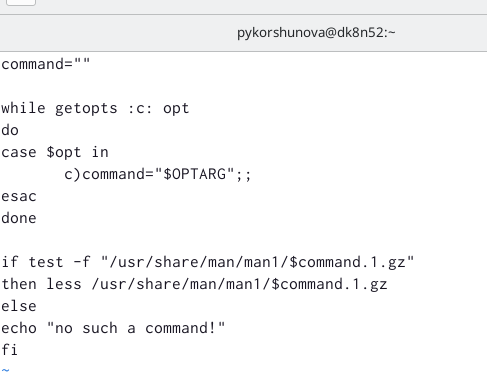 pykorshunova@dk8n52:~
command=""
while getopts :c: opt
do
case $opt in
c)command="$OPTARG";;
esac
done
if test -f "/usr/share/man/man1/$command.1.gz"
then less /usr/share/man/man1/$command.1.gz
else
echo "no such a command!"
fi
~